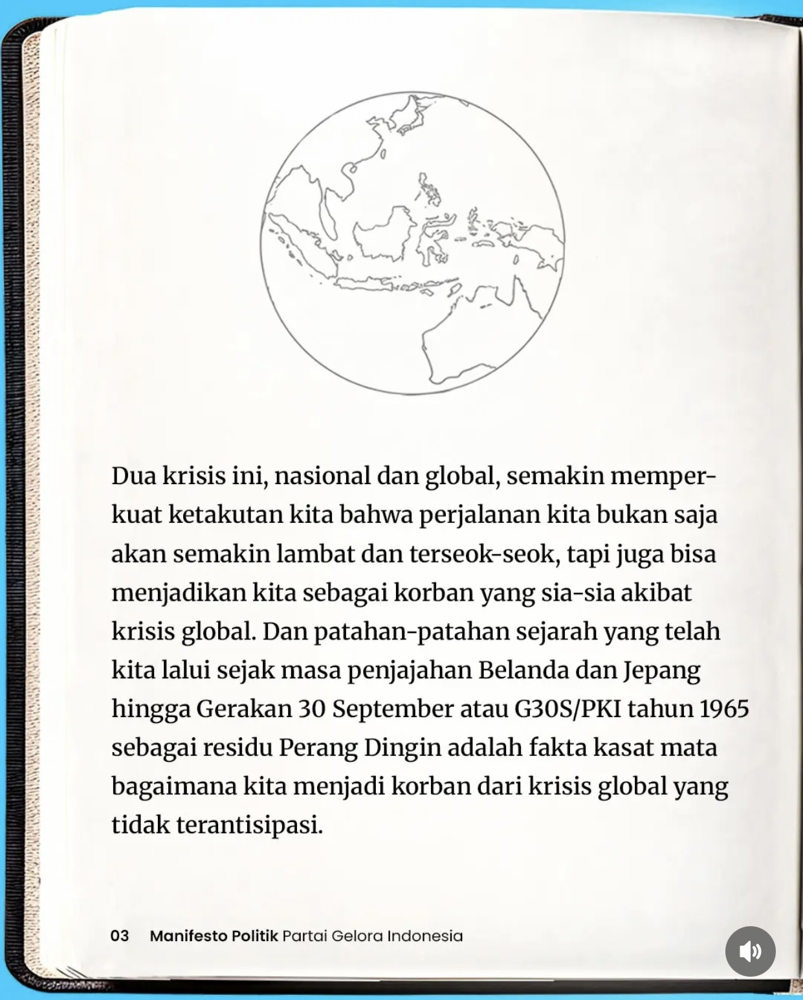 Dua krisis ini, nasional dan global, semakin memper-
kuat ketakutan kita bahwa perjalanan kita bukan saja
akan semakin lambat dan terseok-seok, tapi juga bisa
menjadikan kita sebagai korban yang sia-sia akibat
krisis global. Dan patahan-patahan sejarah yang telah
kita lalui sejak masa penjajahan Belanda dan Jepang
hingga Gerakan 30 September atau G30S/PKI tahun 1965
sebagai residu Perang Dingin adalah fakta kasat mata
bagaimana kita menjadi korban dari krisis global yang
tidak terantisipasi.
03 Manifesto Politik Partai Gelora Indonesia